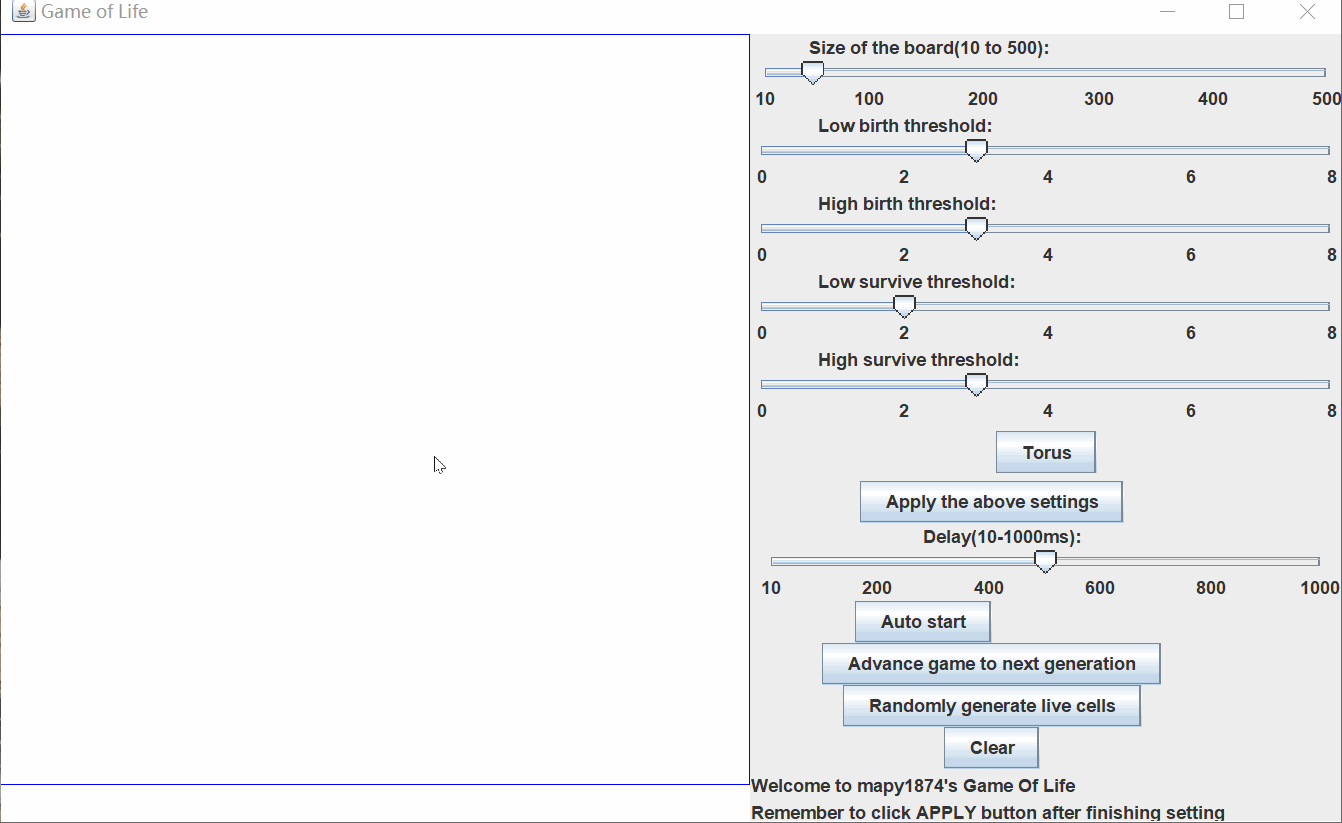 Game of Life
Size of the board(10 to 500):
10 100 200 300 400 500
Low birth threshold:
0 2 4 6 8
High birth threshold:
0 2 4 6 8
Low survive threshold:
0 2 4 6 8
High survive threshold:
0 2 4 6 8
Torus
Apply the above settings
Delay(10-1000ms):
10 200 400 600 800 1000
Auto start
Advance game to next generation
Randomly generate live cells
Clear
Welcome to mapy1874's Game Of Life
Remember to click APPLY button after finishing setting